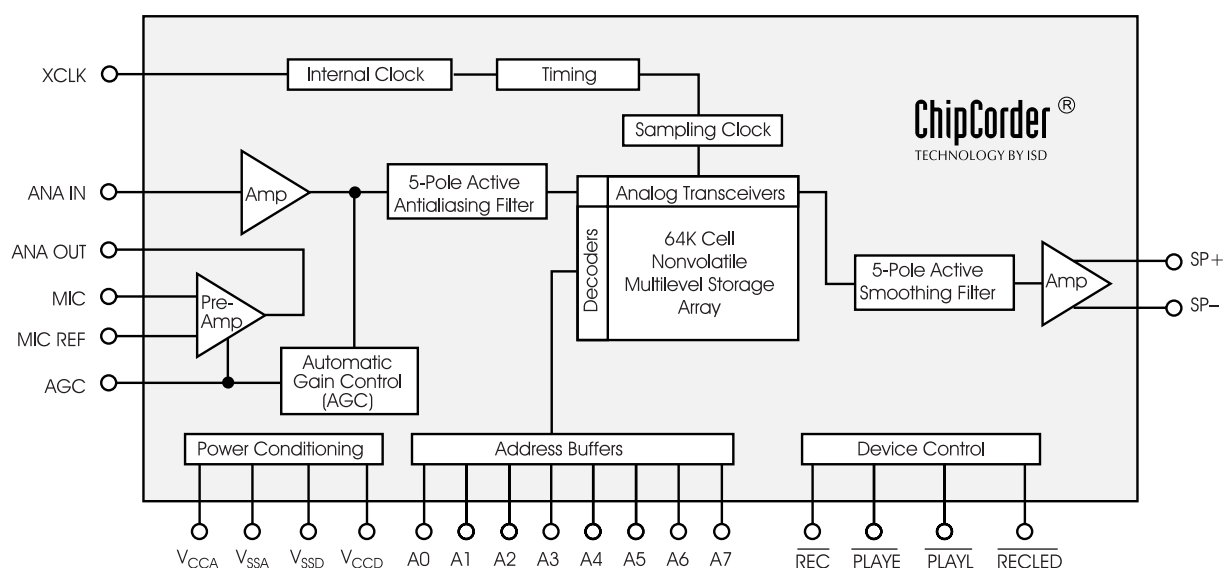 XCLK
Internal Clock
Timing
Sampling Clock
ChipCorder ®
TECHNOLOGY BY ISD
ANA IN
Amp
5-Pole Active
Antialiasing Filter
Analog Transceivers
Decoders
64K Cell
Nonvolatile
Multilevel Storage
Array
ANA OUT
MIC
MIC REF
AGC
Pre-
Amp
Automatic
Gain Control
(AGC)
5-Pole Active
Smoothing Filter
Amp
SP+
SP–
Power Conditioning
Address Buffers
Device Control
VCCA VSSA VSSD VCCD A0 A1 A2 A3 A4 A5 A6 A7 REC PLAYE PLAYL RECLED